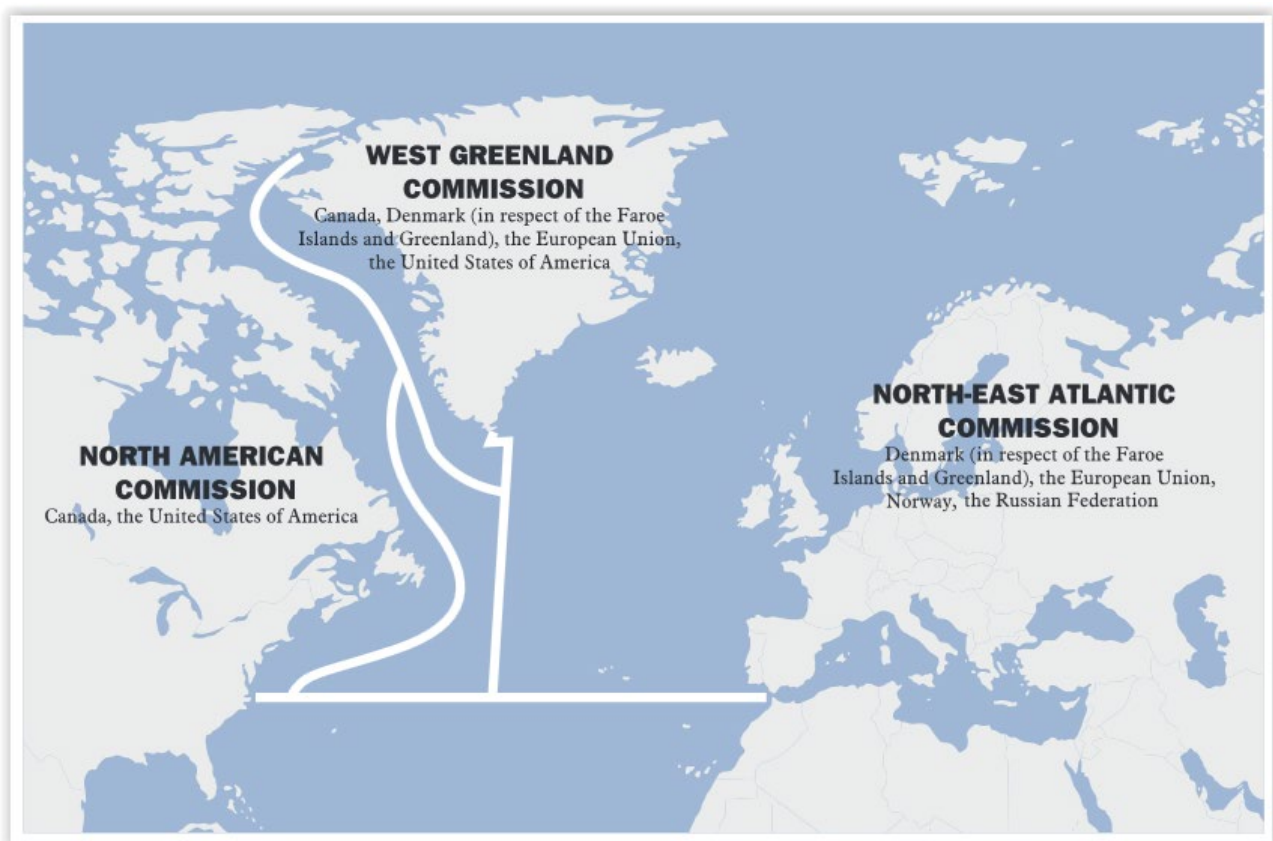 WEST GREENLAND
COMMISSION
Canada, Denmark (in respect of the Faroe
Islands and Greenland), the European Union,
the United States of America
NORTH-EAST ATLANTIC
COMMISSION
Denmark (in respect of the Faroe
Islands and Greenland), the European Union,
Norway, the Russian Federation
NORTH AMERICAN
COMMISSION
Canada, the United States of America